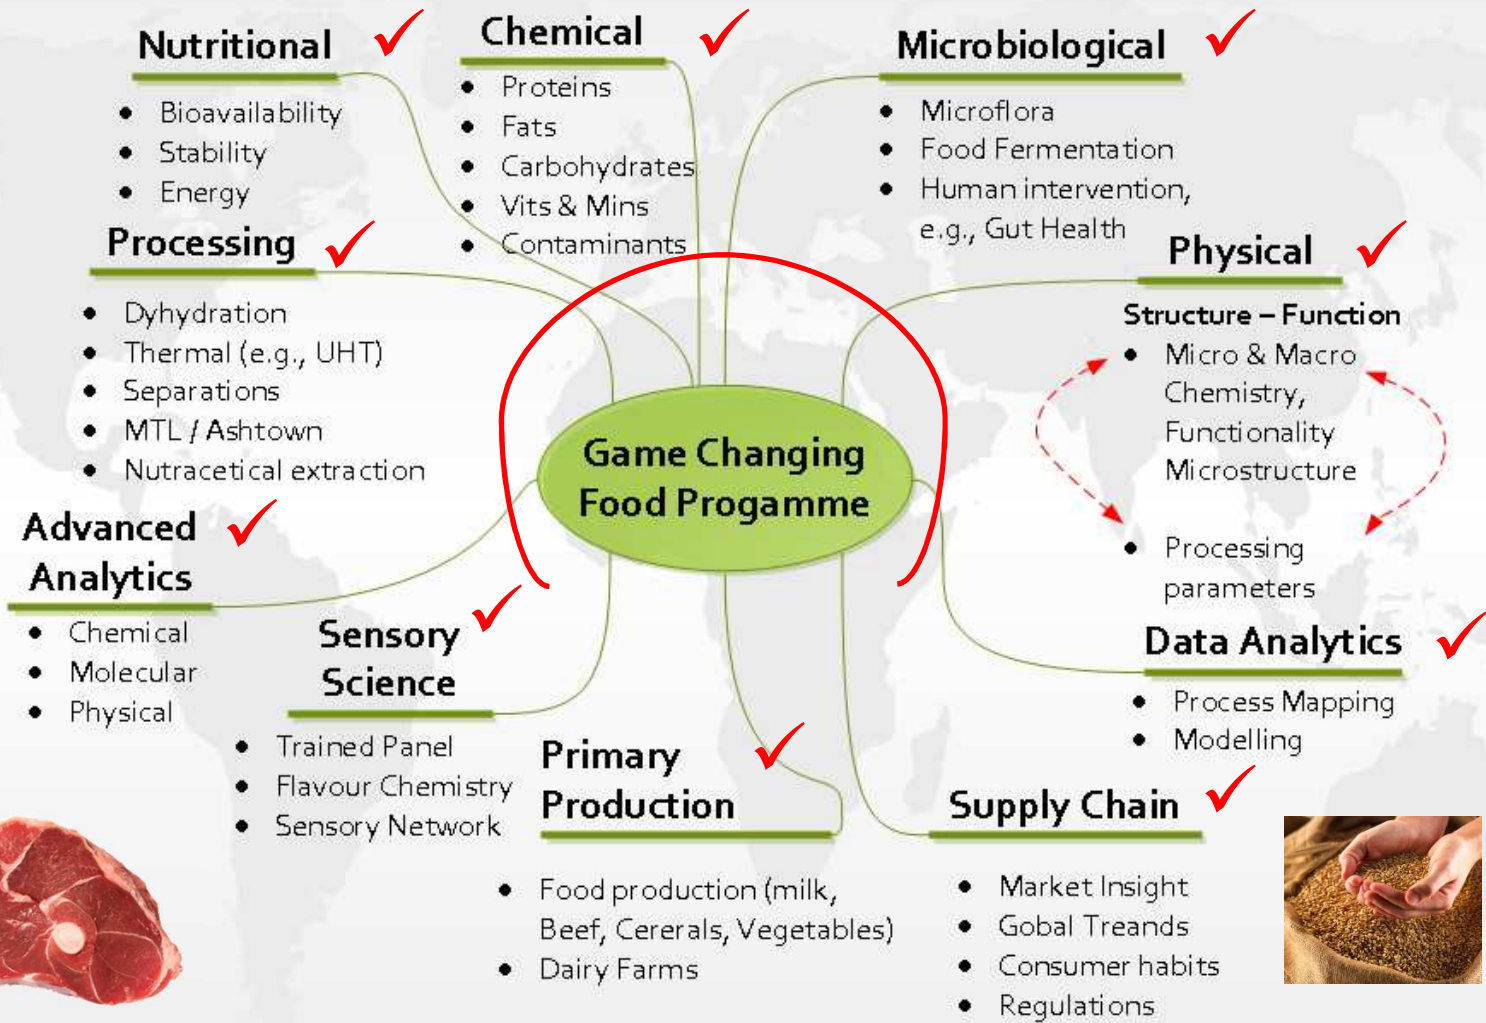 Nutritional
• Bioavailability
• Stability
• Energy
Chemical
• Proteins
• Fats
• Carbohydrates
• Vits & Mins
• Contaminants
Microbiological
• Microflora
• Food Fermentation
• Human intervention,
e.g., Gut Health
Processing
• Dyhydration
• Thermal (e.g., UHT)
• Separations
• MTL / Ashtown
• Nutracetical extraction
Physical
Structure – Function
• Micro & Macro
Chemistry,
Functionality
Microstructure
• Processing
parameters
Game Changing
Food Progamme
Advanced
Analytics
• Chemical
• Molecular
• Physical
Sensory
Science
• Trained Panel
• Flavour Chemistry
• Sensory Network
Primary
Production
• Food production (milk,
Beef, Cererals, Vegetables)
• Dairy Farms
Data Analytics
• Process Mapping
• Modelling
Supply Chain
• Market Insight
• Gobal Treands
• Consumer habits
• Regulations